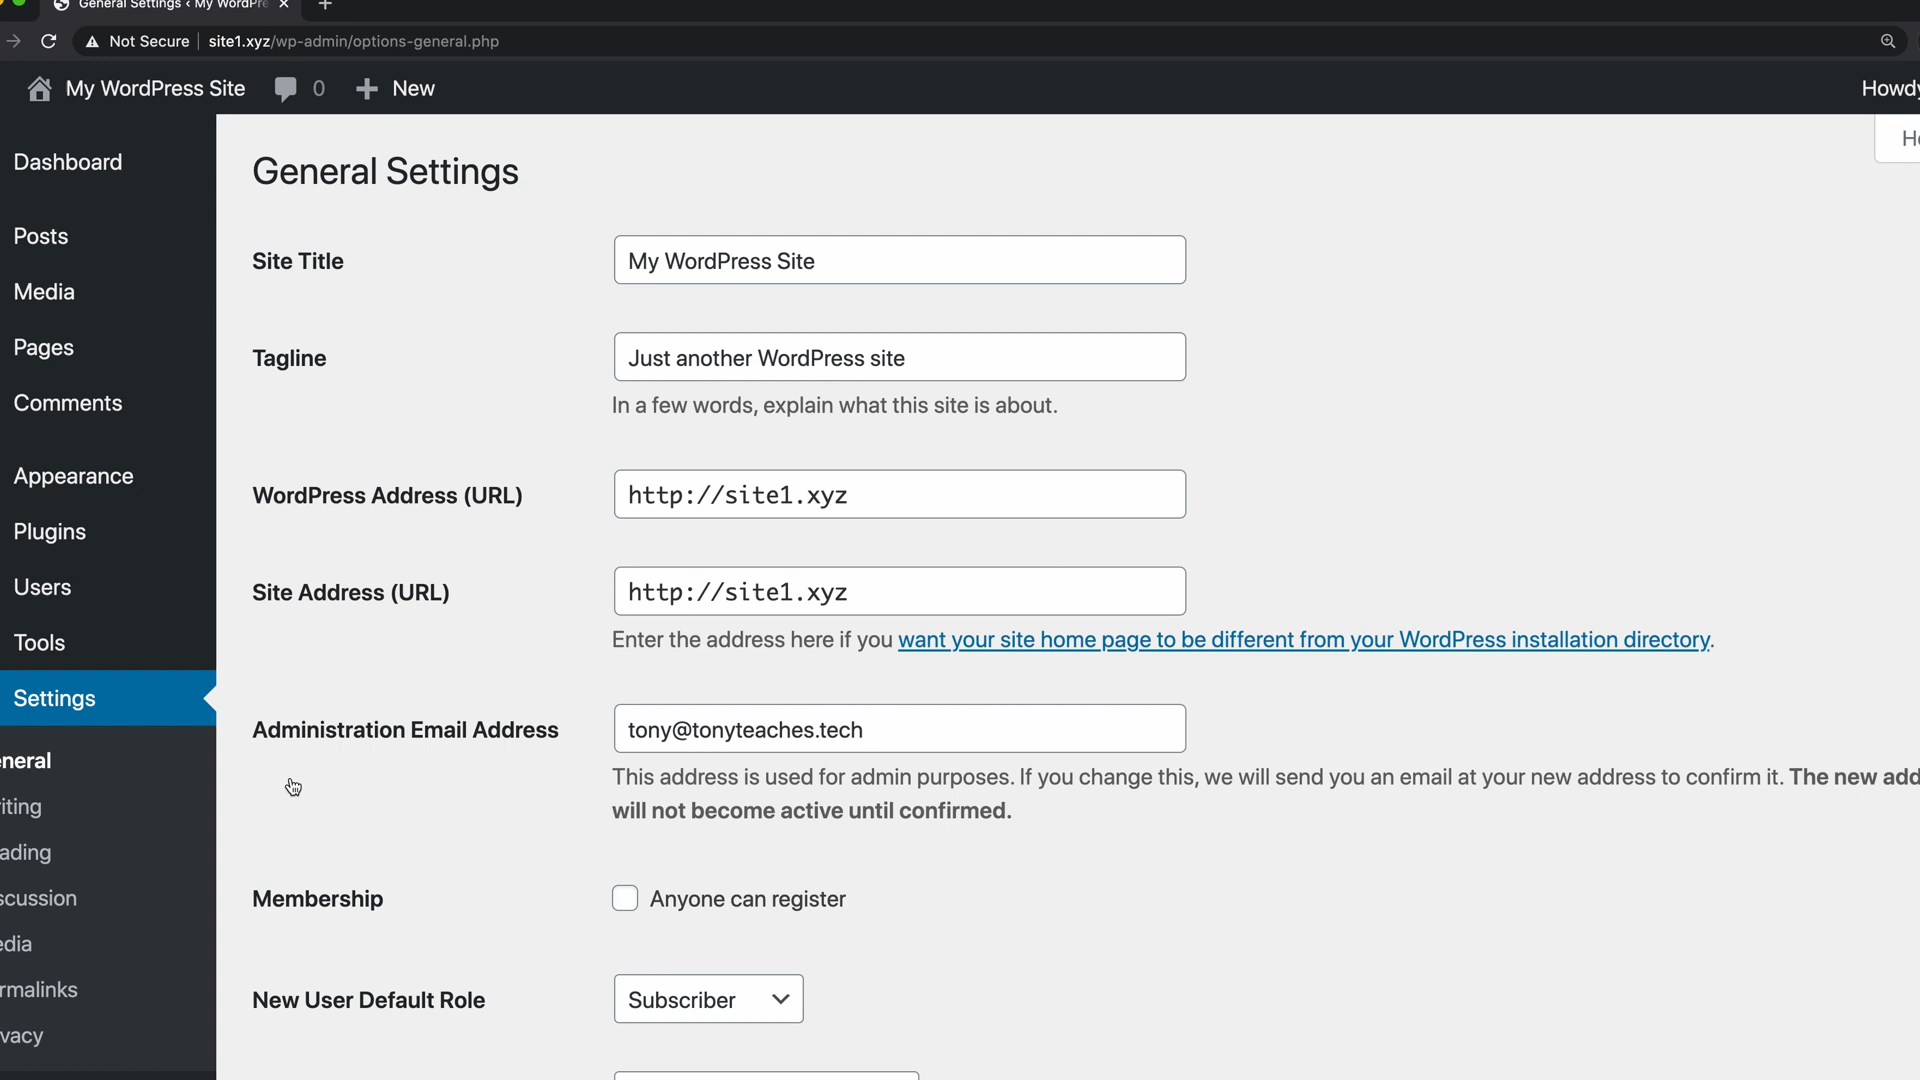 General Settings ‹ My WordPre
Not Secure site1.xyz/wp-admin/options-general.php
My WordPress Site 0 New Howdy
Dashboard
Posts
Media
Pages
Comments
Appearance
Plugins
Users
Tools
Settings
eneral
iting
ading
scussion
edia
rmalinks
vacy
He
General Settings
Site Title My WordPress Site
Tagline Just another WordPress site
In a few words, explain what this site is about.
WordPress Address (URL) http://site1.xyz
Site Address (URL) http://site1.xyz
Enter the address here if you want your site home page to be different from your WordPress installation directory.
Administration Email Address tony@tonyteaches.tech
This address is used for admin purposes. If you change this, we will send you an email at your new address to confirm it. The new add
will not become active until confirmed.
Membership Anyone can register
New User Default Role Subscriber